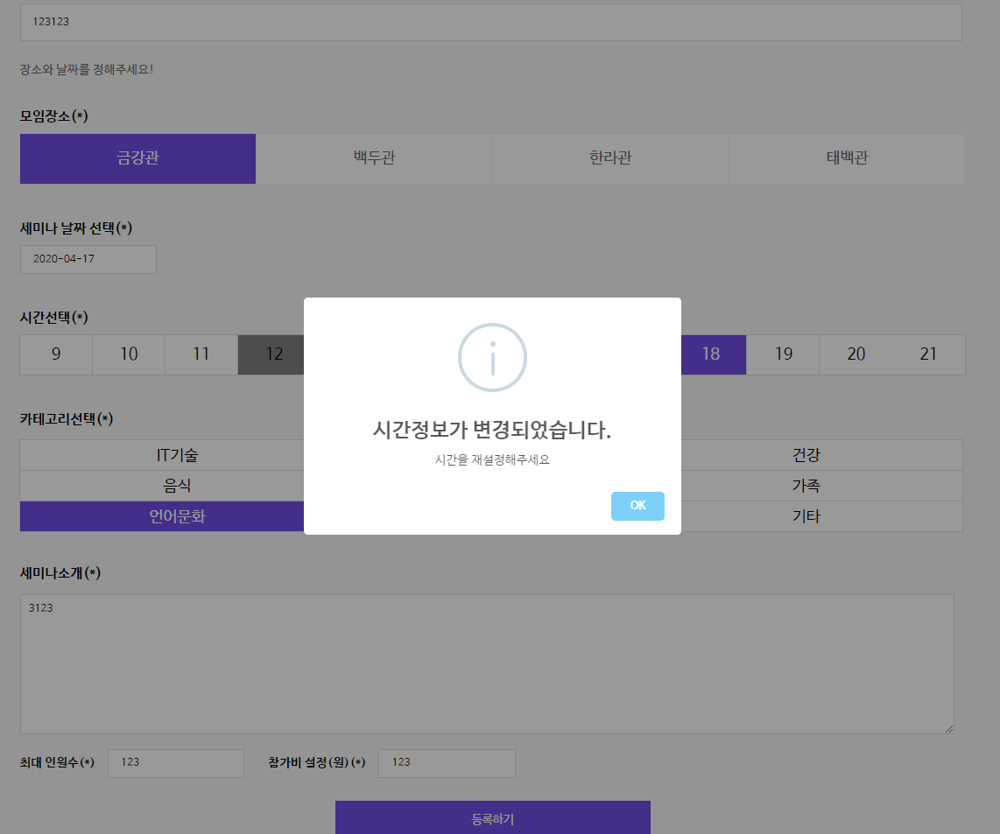 123123
장소와 날짜를 정해주세요!
모임장소(*)
금강관 백두관 한라관 태백관
세미나 날짜 선택(*)
2020-04-17
시간선택(*)
9 10 11 12 18 19 20 21
시간정보가 변경되었습니다.
시간을 재설정해주세요
OK
카테고리선택(*)
IT기술 건강
음식 가족
언어문화 기타
세미나소개(*)
3123
최대 인원수(*) 123 참가비 설정(원)(*) 123
등록하기